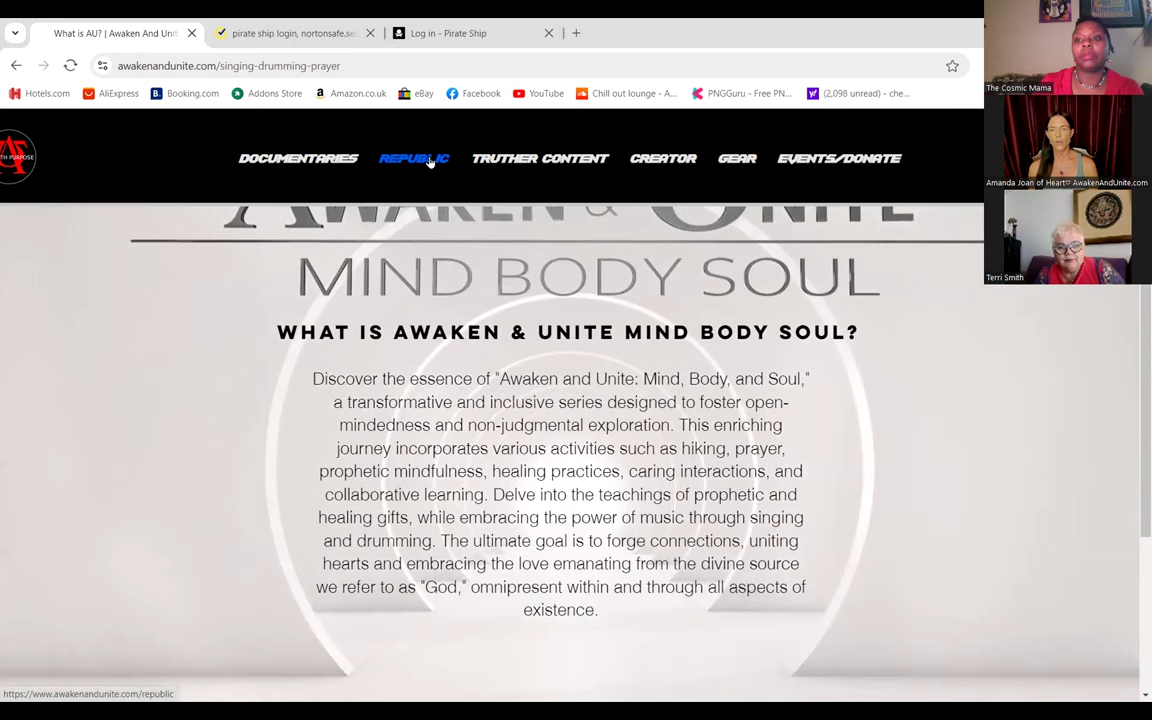 What is AU? | Awaken And Unit
pirate ship login, nortonsafe.se
Log in - Pirate Ship
awakenandunite.com/singing-drumming-prayer
Hotels.com
AliExpress
Booking.com
Addons Store
Amazon.co.uk
eBay
Facebook
YouTube
Chill out lounge - A...
PNGGuru - Free PN...
(2,098 unread) - che...
The Cosmic Mama
Amanda Joan of Heart♡ AwakenAndUnite.com
Terri Smith
TH PURPOSE
DOCUMENTARIES
REPUBLIC
TRUTHER CONTENT
CREATOR
GEAR
EVENTS/DONATE
AWAKEN & UNITE
MIND BODY SOUL
WHAT IS AWAKEN & UNITE MIND BODY SOUL?
Discover the essence of "Awaken and Unite: Mind, Body, and Soul,"
a transformative and inclusive series designed to foster open-
mindedness and non-judgmental exploration. This enriching
journey incorporates various activities such as hiking, prayer,
prophetic mindfulness, healing practices, caring interactions, and
collaborative learning. Delve into the teachings of prophetic and
healing gifts, while embracing the power of music through singing
and drumming. The ultimate goal is to forge connections, uniting
hearts and embracing the love emanating from the divine source
we refer to as "God," omnipresent within and through all aspects of
existence.
https://www.awakenandunite.com/republic